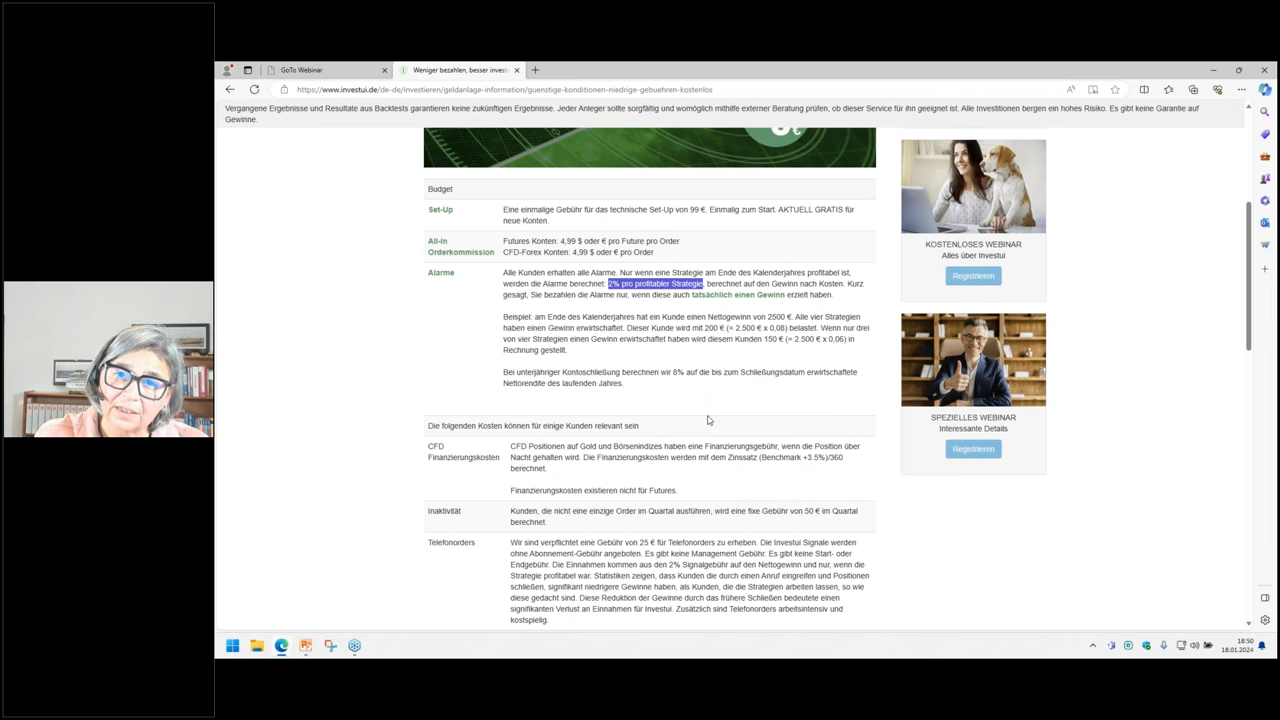 GoTo Webinar
Weniger bezahlen, besser invest
https://www.investui.de/de-de/investieren/geldanlage-information/guenstige-konditionen-niedrige-gebuehren-kostenlos
Vergangene Ergebnisse und Resultate aus Backtests garantieren keine zukünftigen Ergebnisse. Jeder Anleger sollte sorgfältig und womöglich mithilfe externer Beratung prüfen, ob dieser Service für ihn geeignet ist. Alle Investitionen bergen ein hohes Risiko. Es gibt keine Garantie auf
Gewinne.
€
Budget
Set-Up
Eine einmalige Gebühr für das technische Set-Up von 99 €. Einmalig zum Start. AKTUELL GRATIS für
neue Konten.
All-in
Orderkommission
Futures Konten: 4,99 $ oder € pro Future pro Order
CFD-Forex Konten: 4,99 $ oder € pro Order
Alarme
Alle Kunden erhalten alle Alarme. Nur wenn eine Strategie am Ende des Kalenderjahres profitabel ist,
werden die Alarme berechnet. 2% pro profitabler Strategie, berechnet auf den Gewinn nach Kosten. Kurz
gesagt, Sie bezahlen die Alarme nur, wenn diese auch tatsächlich einen Gewinn erzielt haben.
Beispiel: am Ende des Kalenderjahres hat ein Kunde einen Nettogewinn von 2500 €. Alle vier Strategien
haben einen Gewinn erwirtschaftet. Dieser Kunde wird mit 200 € (= 2.500 € x 0,08) belastet. Wenn nur drei
von vier Strategien einen Gewinn erwirtschaftet haben wird diesem Kunden 150 € (= 2.500 € x 0,06) in
Rechnung gestellt.
Bei unterjähriger Kontoschließung berechnen wir 8% auf die bis zum Schließungsdatum erwirtschaftete
Nettorendite des laufenden Jahres.
Die folgenden Kosten können für einige Kunden relevant sein
CFD
Finanzierungskosten
CFD Positionen auf Gold und Börsenindizes haben eine Finanzierungsgebühr, wenn die Position über
Nacht gehalten wird. Die Finanzierungskosten werden mit dem Zinssatz (Benchmark +3.5%)/360
berechnet.
Finanzierungskosten existieren nicht für Futures.
Inaktivität
Kunden, die nicht eine einzige Order im Quartal ausführen, wird eine fixe Gebühr von 50 € im Quartal
berechnet.
Telefonorders
Wir sind verpflichtet eine Gebühr von 25 € für Telefonorders zu erheben. Die Investui Signale werden
ohne Abonnement-Gebühr angeboten. Es gibt keine Management Gebühr. Es gibt keine Start- oder
Endgebühr. Die Einnahmen kommen aus den 2% Signalgebühr auf den Nettogewinn und nur, wenn die
Strategie profitabel war. Statistiken zeigen, dass Kunden die durch einen Anruf eingreifen und Positionen
schließen, signifikant niedrigere Gewinne haben, als Kunden, die die Strategien arbeiten lassen, so wie
diese gedacht sind. Diese Reduktion der Gewinne durch das frühere Schließen bedeutete einen
signifikanten Verlust an Einnahmen für Investui. Zusätzlich sind Telefonorders arbeitsintensiv und
kostspielig.
KOSTENLOSES WEBINAR
Alles über Investui
Registrieren
SPEZIELLES WEBINAR
Interessante Details
Registrieren
18:50
18.01.2024